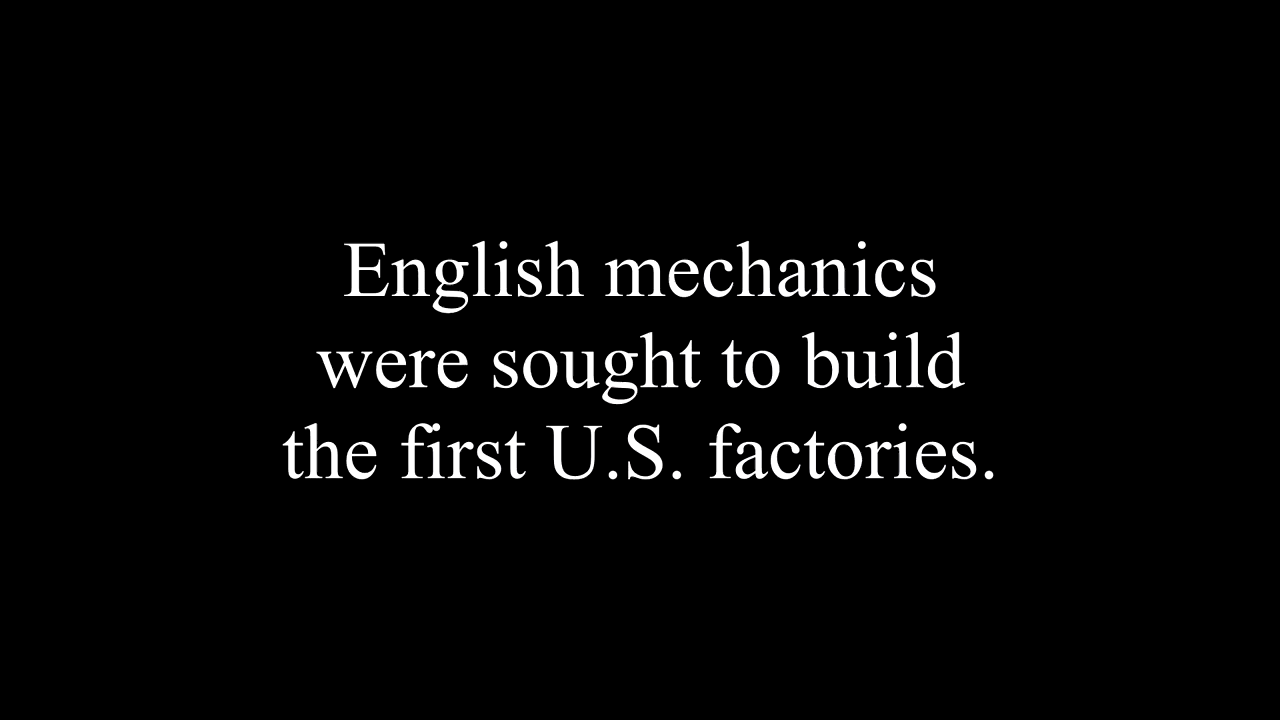 English mechanics
were sought to build
the first U.S. factories.